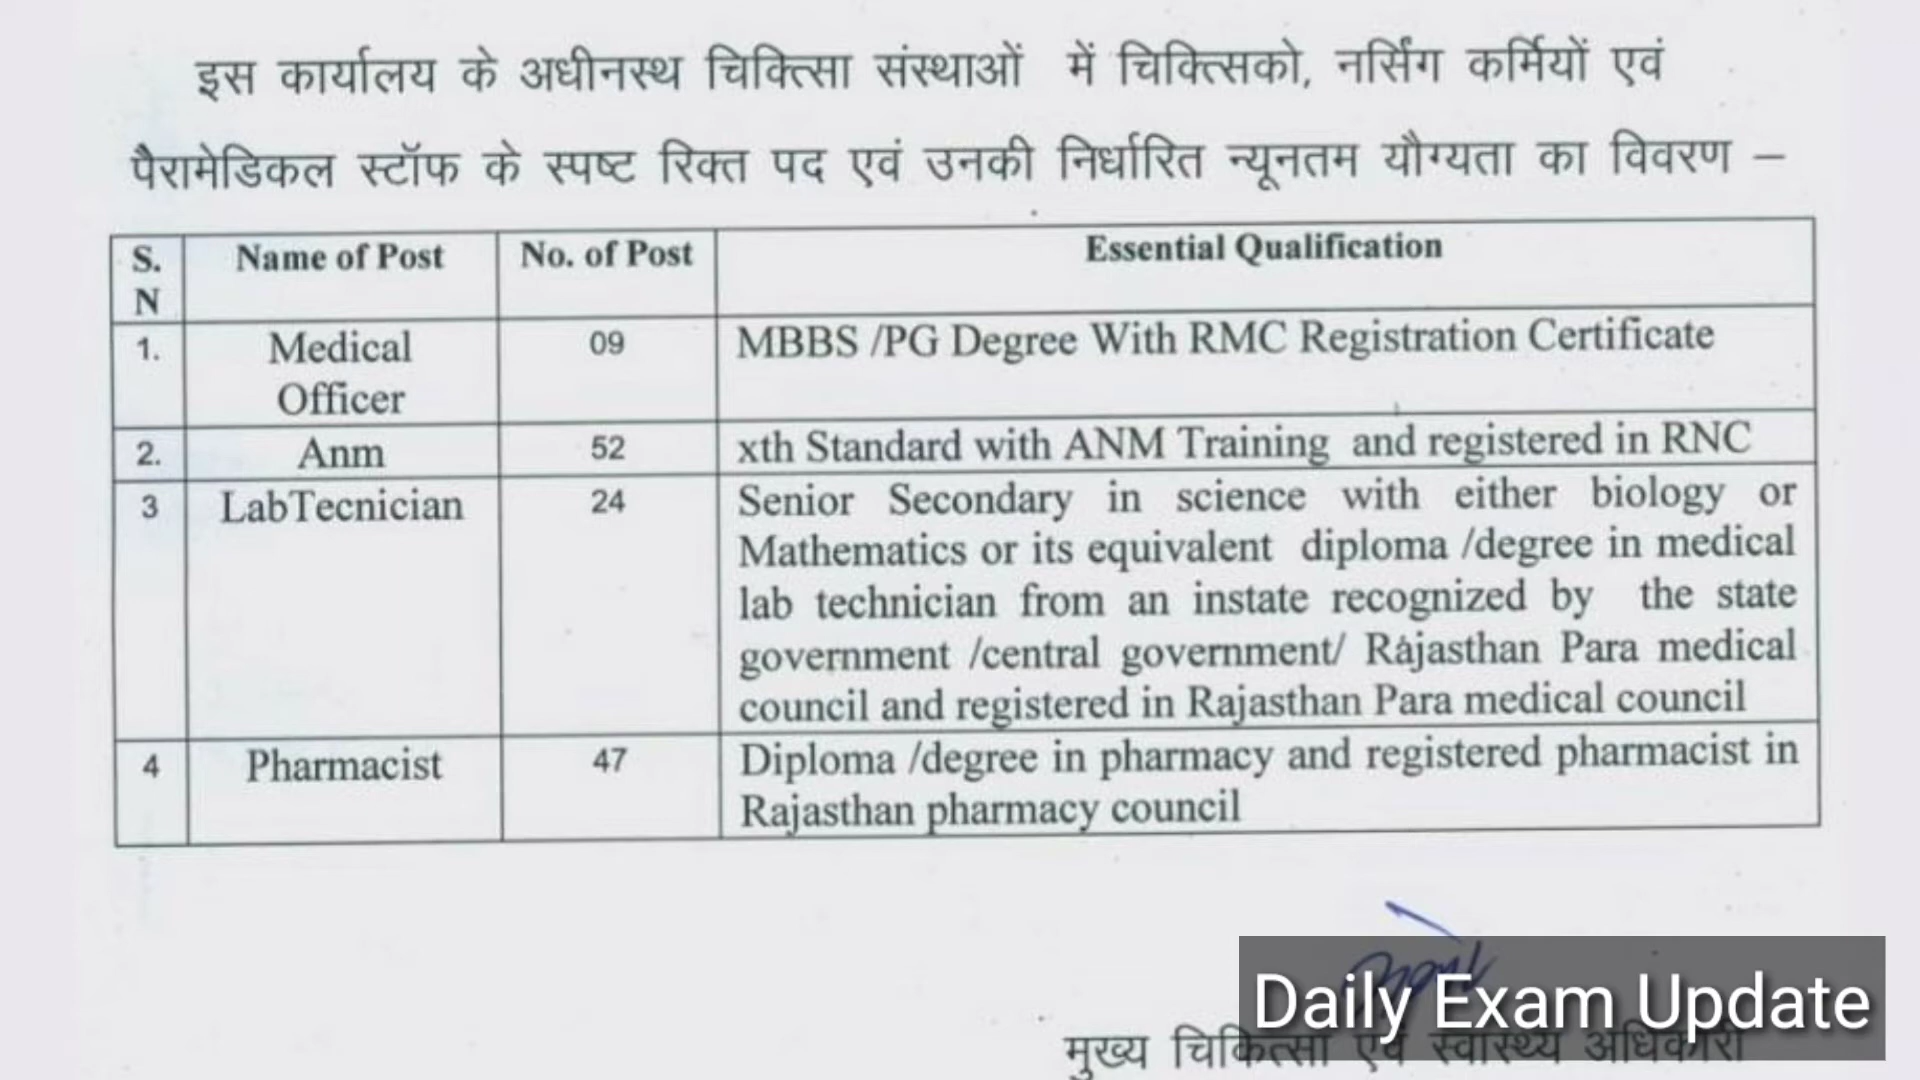 इस कार्यालय के अधीनस्थ चिकित्सा संस्थाओं में चिकित्सिको, नर्सिंग कर्मियों एवं
पैरामेडिकल स्टॉफ के स्पष्ट रिक्त पद एवं उनकी निर्धारित न्यूनतम यौग्यता का विवरण –
S. N Name of Post No. of Post Essential Qualification
1. Medical Officer 09 MBBS /PG Degree With RMC Registration Certificate
2. Anm 52 xth Standard with ANM Training and registered in RNC
3 LabTecnician 24 Senior Secondary in science with either biology or
Mathematics or its equivalent diploma /degree in medical
lab technician from an instate recognized by the state
government /central government/ Rajasthan Para medical
council and registered in Rajasthan Para medical council
4 Pharmacist 47 Diploma /degree in pharmacy and registered pharmacist in
Rajasthan pharmacy council
Daily Exam Update
मुख्य चिकित्सा एवं स्वास्थ्य अधिकारी